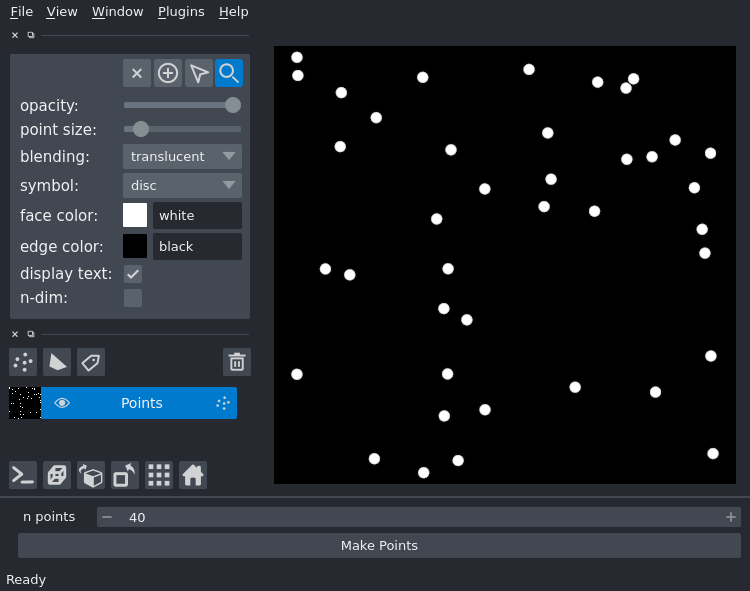 File View Window Plugins Help
opacity:
point size:
blending: translucent
symbol: disc
face color: white
edge color: black
display text:
n-dim:
Points
n points 40
Make Points
Ready